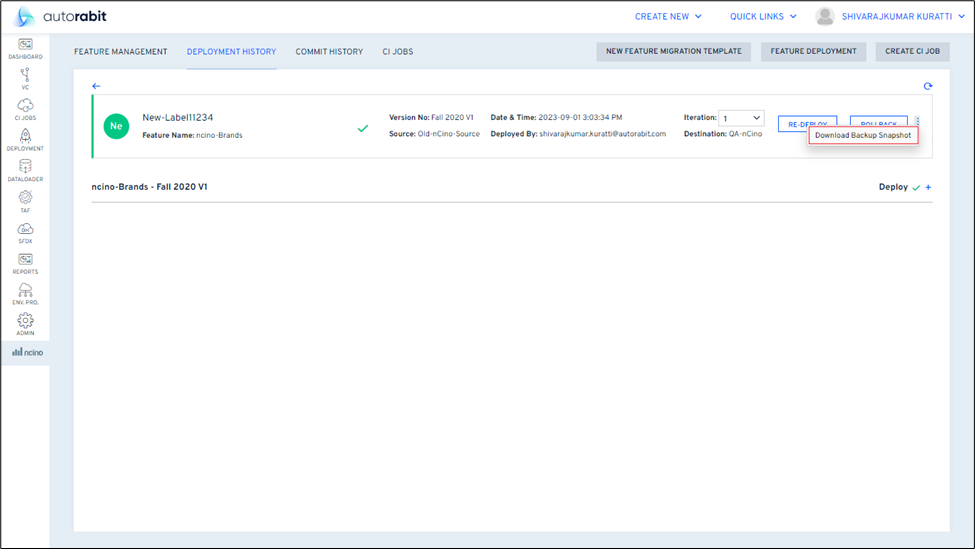 autorabit
CREATE NEW
QUICK LINKS
SHIVARAJKUMAR KURATTI
DASHBOARD
VC
CI JOBS
DEPLOYMENT
DATALOADER
TAF
SFDX
REPORTS
ENV. PRO.
ADMIN
ncino
FEATURE MANAGEMENT
DEPLOYMENT HISTORY
COMMIT HISTORY
CI JOBS
NEW FEATURE MIGRATION TEMPLATE
FEATURE DEPLOYMENT
CREATE CI JOB
Ne
New-Label11234
Feature Name: ncino-Brands
Version No: Fall 2020 V1
Source: Old-nCino-Source
Date & Time: 2023-09-01 3:03:34 PM
Deployed By: shivarajkumar.kuratti@autorabit.com
Iteration: 1
Destination: QA-nCino
RE-DEPLOY
ROLLBACK
Download Backup Snapshot
ncino-Brands - Fall 2020 V1
Deploy